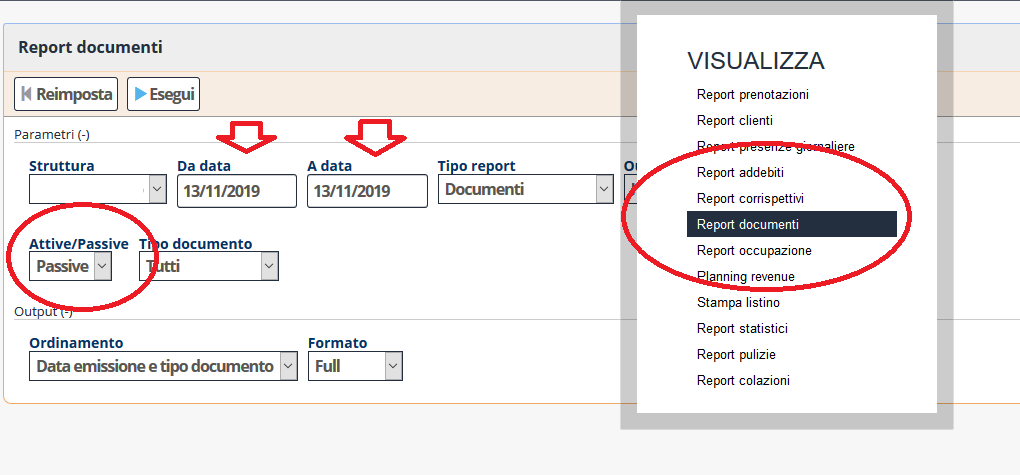 Report documenti
Reimposta Esegui
Parametri (-)
Struttura Da data A data Tipo report
13/11/2019 13/11/2019 Documenti
Attive/Passive Tipo documento
Passive Tutti
Output (-)
Ordinamento Formato
Data emissione e tipo documento Full
VISUALIZZA
Report prenotazioni
Report clienti
Report presenze giornaliere
Report addebiti
Report corrispettivi
Report documenti
Report occupazione
Planning revenue
Stampa listino
Report statistici
Report pulizie
Report colazioni